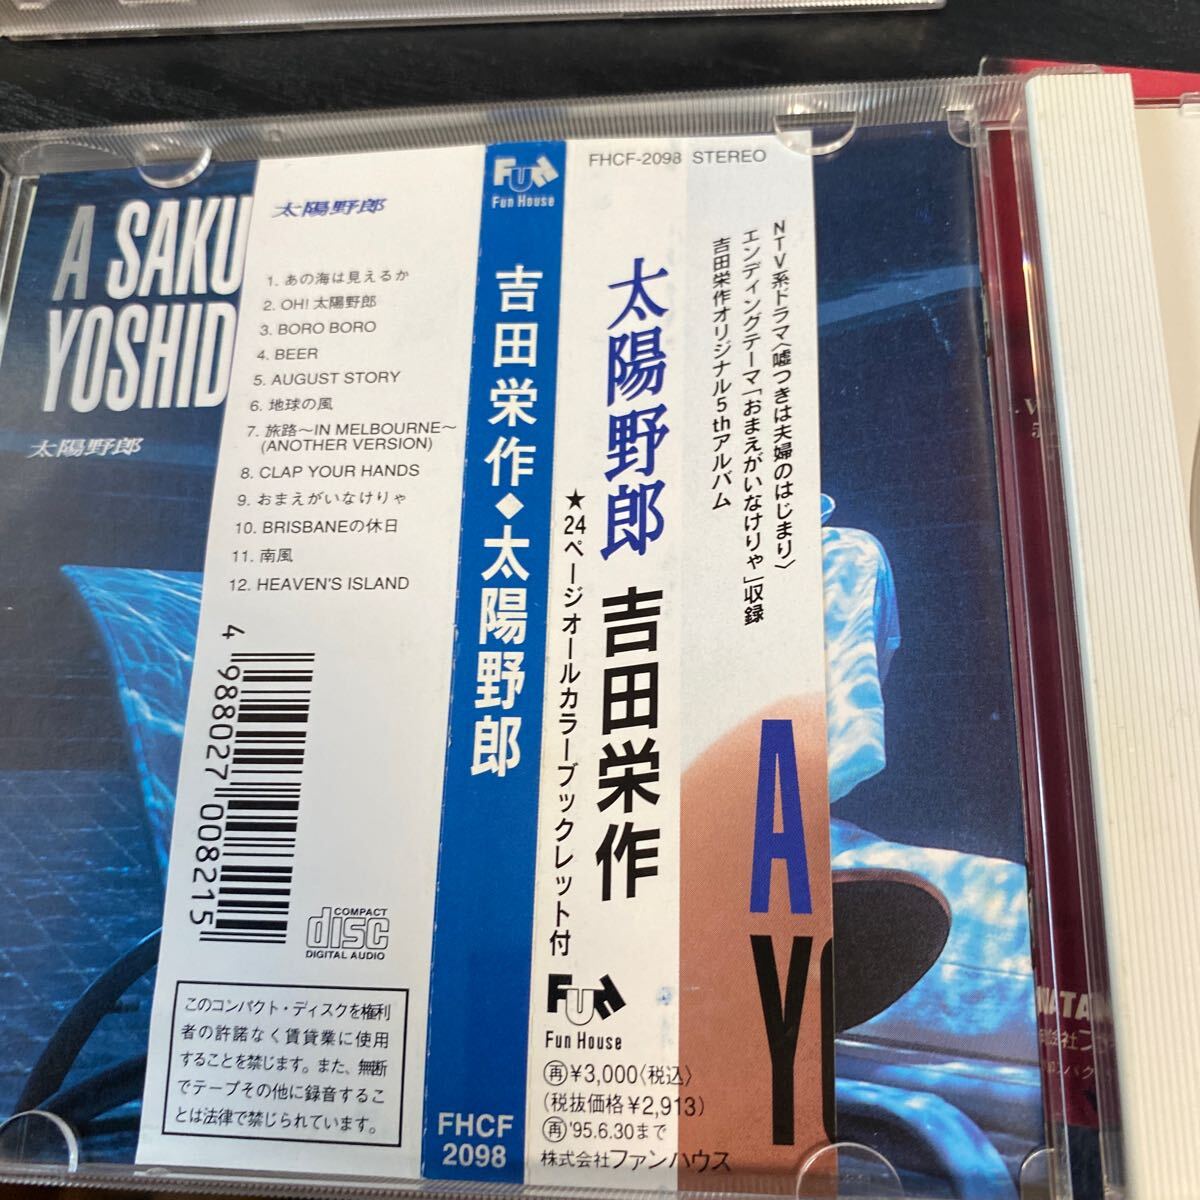 A SAKU
YOSHID
太陽野郎
太陽野郎
1. あの海は見えるか
2. OH! 太陽野郎
3. BORO BORO
4. BEER
5. AUGUST STORY
6. 地球の風
7. 旅路〜IN MELBOURNE〜
(ANOTHER VERSION)
8. CLAP YOUR HANDS
9. おまえがいなけりゃ
10. BRISBANEの休日
11. 南風
12. HEAVEN'S ISLAND
4 988027 008215
COMPACT
disc
DIGITAL AUDIO
このコンパクト・ディスクを権利
者の許諾なく賃貸業に使用
することを禁じます。また、無断
でテープその他に録音するこ
とは法律で禁じられています。
Fun
Fun House
吉田栄作◆太陽野郎
FHCF
2098
FHCF-2098 STEREO
NTV系ドラマ〈嘘つきは夫婦のはじまり〉
エンディングテーマ「おまえがいなけりゃ」収録
吉田栄作オリジナル5thアルバム
太陽野郎 吉田栄作
★24ページオールカラーブックレット付
Fun
Fun House
再¥3,000〈税込〉
(税抜価格¥2,913)
再'95.6.30まで
株式会社ファンハウス
A
Y
WATA